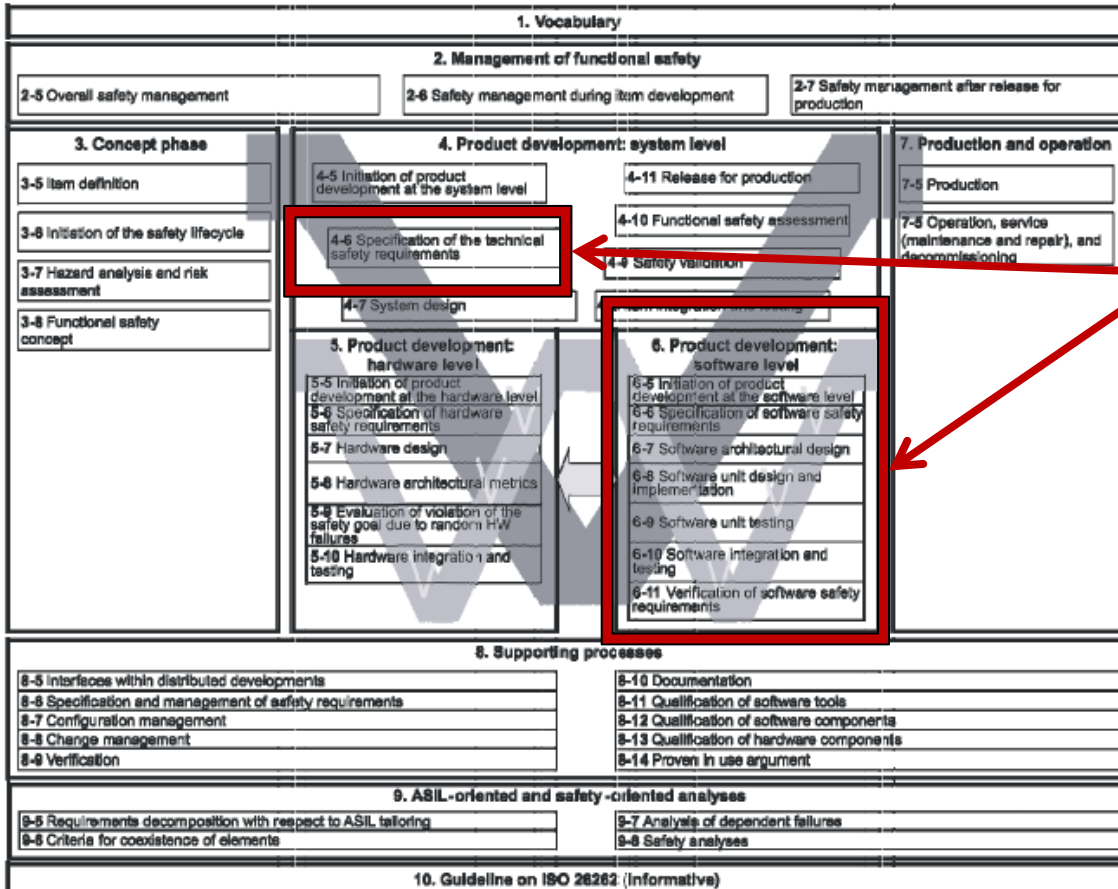 1. Vocabulary
2. Management of functional safety
2-5 Overall safety management
2-6 Safety management during item development
2-7 Safety management after release for
production
3. Concept phase
3-5 Item definition
3-6 Initiation of the safety lifecycle
3-7 Hazard analysis and risk
assessment
3-8 Functional safety
concept
4. Product development: system level
4-5 Initiation of product
development at the system level
4-11 Release for production
4-10 Functional safety assessment
4-6 Specification of the technical
safety requirements
4-9 Safety validation
4-7 System design
integration and testing
7. Production and operation
7-5 Production
7-5 Operation, service
(maintenance and repair), and
decommissioning
5. Product development:
hardware level
5-5 Initiation of product
development at the hardware level
5-6 Specification of hardware
safety requirements
5-7 Hardware design
5-8 Hardware architectural metrics
5-9 Evaluation of violation of the
safety goal due to random HW
failures
5-10 Hardware integration and
testing
6. Product development:
software level
6-5 Initiation of product
development at the software level
6-6 Specification of software safety
requirements
6-7 Software architectural design
6-8 Software unit design and
implementation
6-9 Software unit testing
6-10 Software integration and
testing
6-11 Verification of software safety
requirements
8. Supporting processes
8-5 Interfaces within distributed developments
8-6 Specification and management of safety requirements
8-7 Configuration management
8-8 Change management
8-9 Verification
8-10 Documentation
8-11 Qualification of software tools
8-12 Qualification of software components
8-13 Qualification of hardware components
8-14 Proven in use argument
9. ASIL-oriented and safety-oriented analyses
9-5 Requirements decomposition with respect to ASIL tailoring
9-6 Criteria for coexistence of elements
9-7 Analysis of dependent failures
9-8 Safety analyses
10. Guideline on ISO 26262 (Informative)